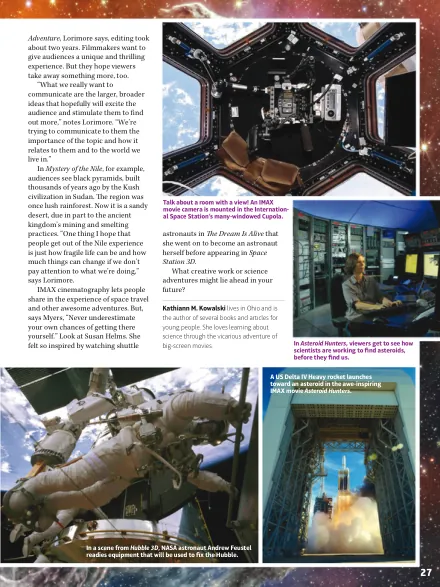 Adventure, Lorimore says, editing took
about two years. Filmmakers want to
give audiences a unique and thrilling
experience. But they hope viewers
take away something more, too.
"What we really want to
communicate are the larger, broader
ideas that hopefully will excite the
audience and stimulate them to find
out more," notes Lorimore. "We're
trying to communicate to them the
importance of the topic and how it
relates to them and to the world we
live in."
In Mystery of the Nile, for example,
audiences see black pyramids, built
thousands of years ago by the Kush
civilization in Sudan. The region was
once lush rainforest. Now it is a sandy
desert, due in part to the ancient
kingdom's mining and smelting
practices. "One thing I hope that
people get out of the Nile experience
is just how fragile life can be and how
much things can change if we don't
pay attention to what we're doing,"
says Lorimore.
IMAX cinematography lets people
share in the experience of space travel
and other awesome adventures. But,
says Myers, "Never underestimate
your own chances of getting there
yourself." Look at Susan Helms. She
felt so inspired by watching shuttle
Talk about a room with a view! An IMAX
movie camera is mounted in the Internation-
al Space Station's many-windowed Cupola.
astronauts in The Dream Is Alive that
she went on to become an astronaut
herself before appearing in Space
Station 3D.
What creative work or science
adventures might lie ahead in your
future?
Kathiann M. Kowalski lives in Ohio and is
the author of several books and articles for
young people. She loves learning about
science through the vicarious adventure of
big-screen movies.
In Asteroid Hunters, viewers get to see how
scientists are working to find asteroids,
before they find us.
A US Delta IV Heavy rocket launches
toward an asteroid in the awe-inspiring
IMAX movie Asteroid Hunters.
In a scene from Hubble 3D, NASA astronaut Andrew Feustel
readies equipment that will be used to fix the Hubble.
27